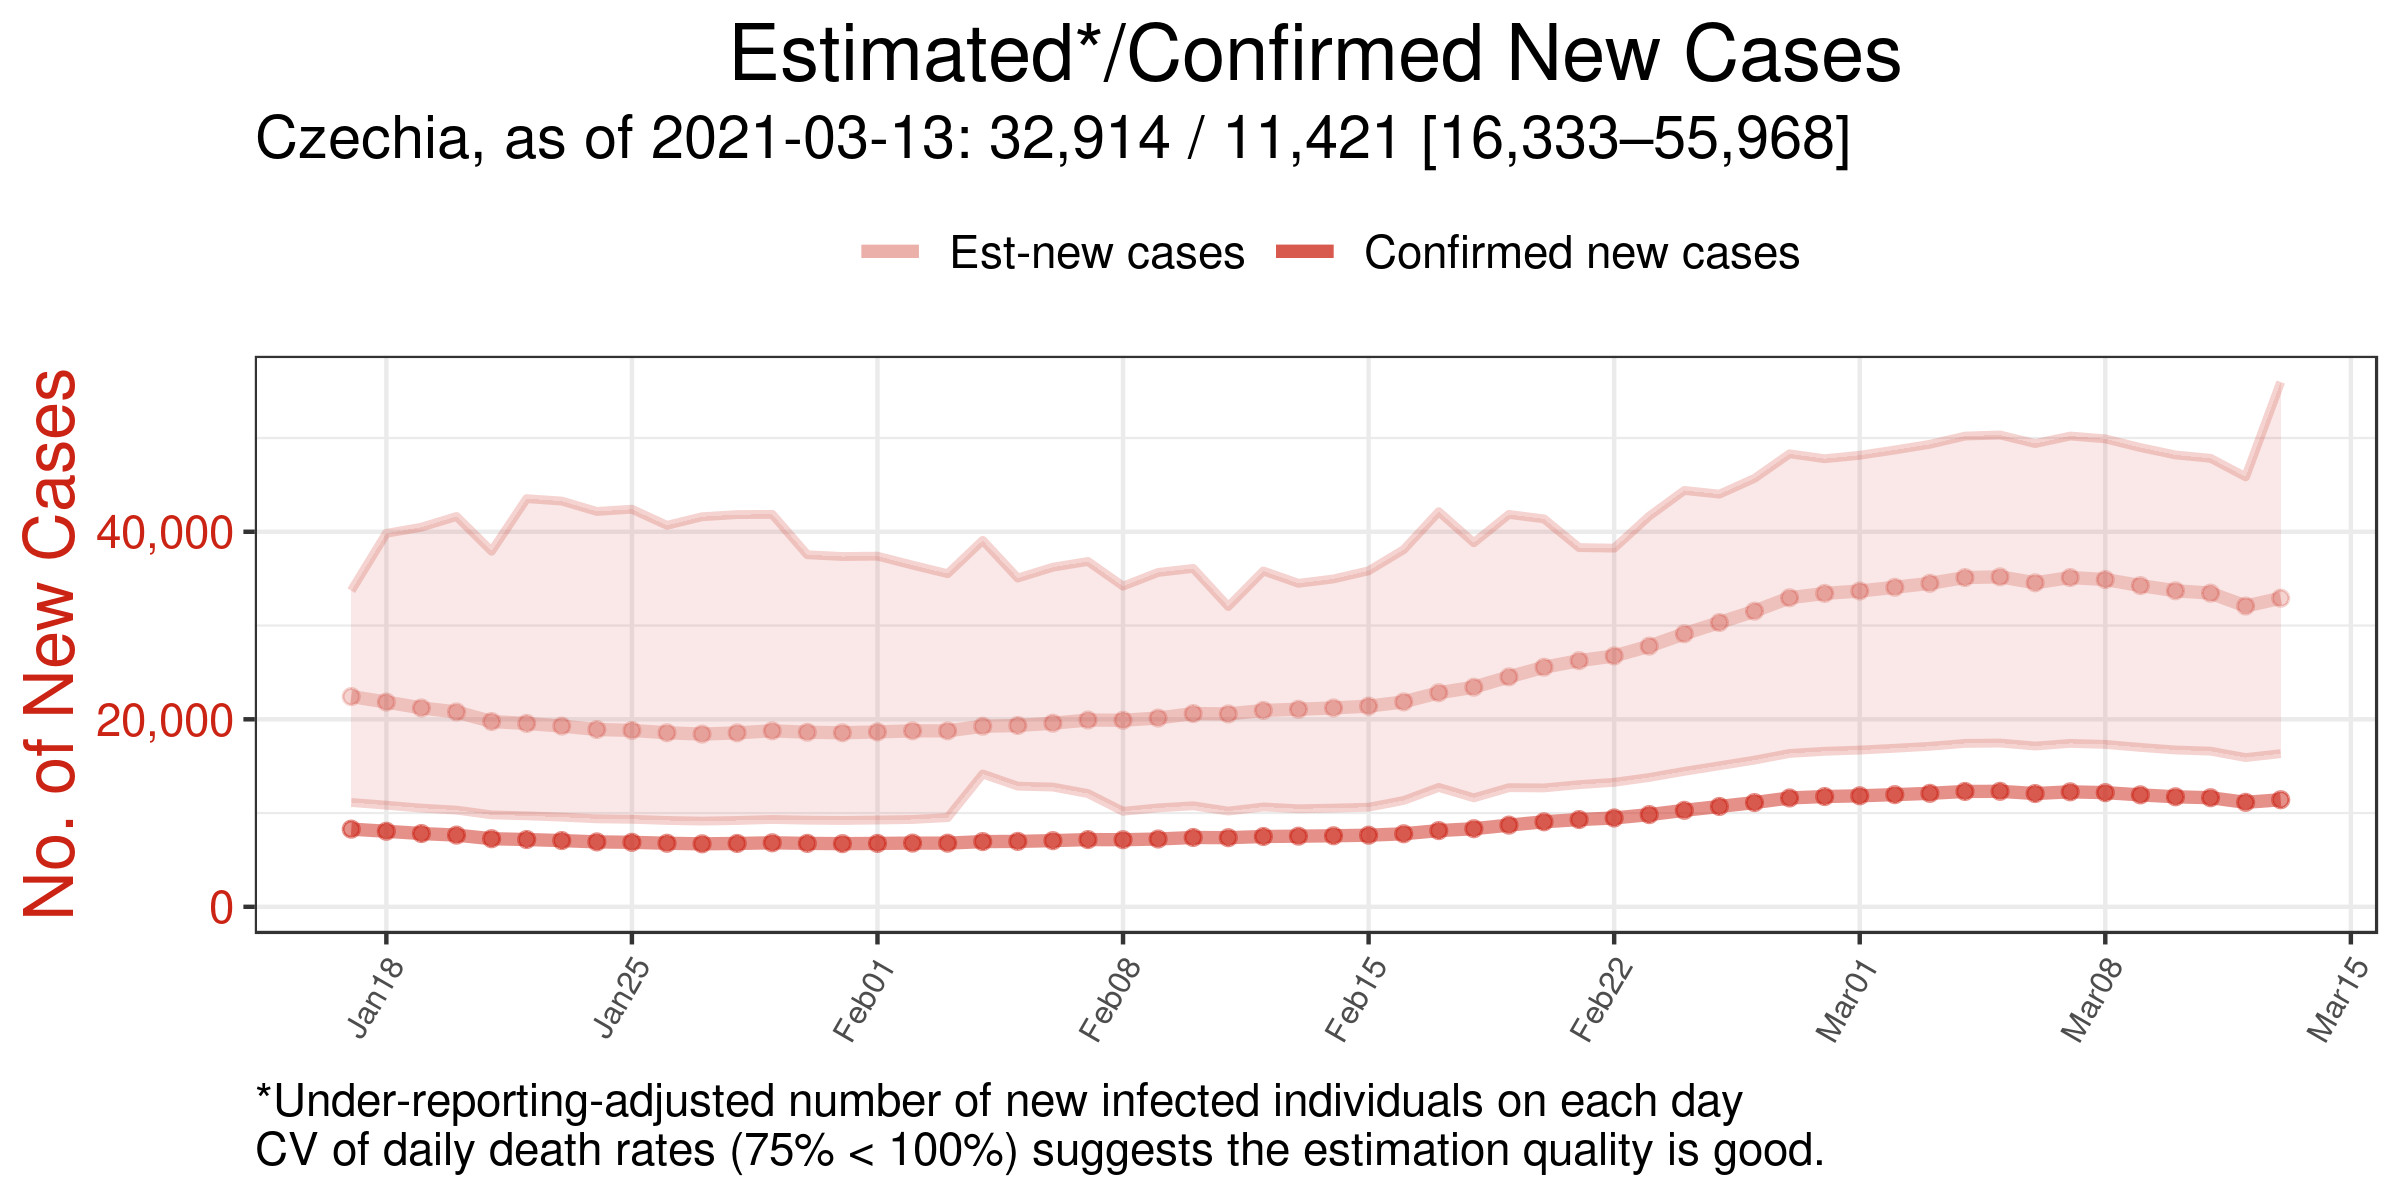 Estimated*/Confirmed New Cases
Czechia, as of 2021-03-13: 32,914 / 11,421 [16,333–55,968]
Est-new cases
Confirmed new cases
No. of New Cases
40,000
20,000
0
Jan18
Jan25
Feb01
Feb08
Feb15
Feb22
Mar01
Mar08
Mar15
*Under-reporting-adjusted number of new infected individuals on each day
CV of daily death rates (75% < 100%) suggests the estimation quality is good.